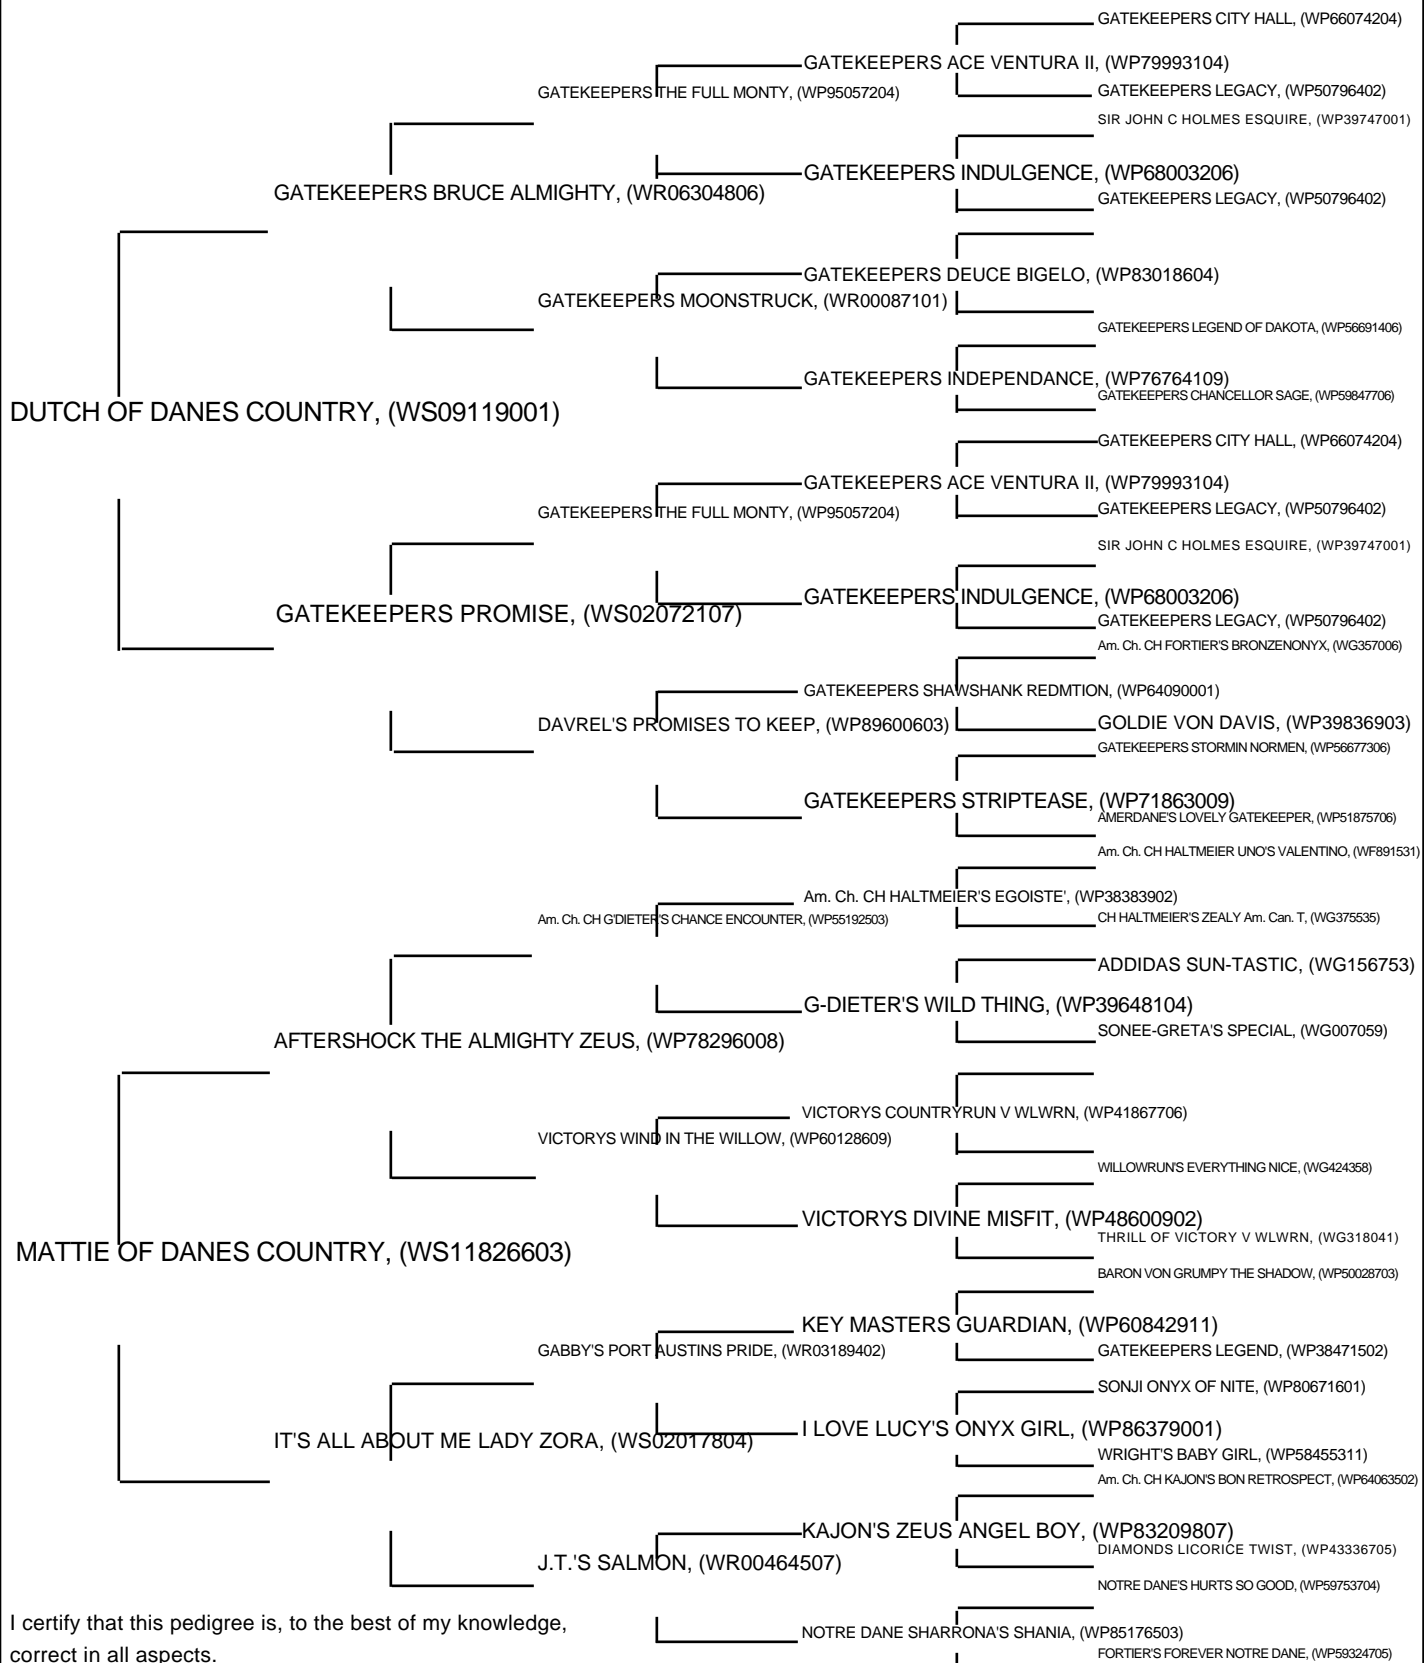 GATEKEEPERS CITY HALL, (WP66074204)
GATEKEEPERS ACE VENTURA II, (WP79993104)
GATEKEEPERS THE FULL MONTY, (WP95057204)
GATEKEEPERS LEGACY, (WP50796402)
SIR JOHN C HOLMES ESQUIRE, (WP39747001)
GATEKEEPERS INDULGENCE, (WP68003206)
GATEKEEPERS BRUCE ALMIGHTY, (WR06304806)
GATEKEEPERS LEGACY, (WP50796402)
GATEKEEPERS DEUCE BIGELO, (WP83018604)
GATEKEEPERS MOONSTRUCK, (WR00087101)
GATEKEEPERS LEGEND OF DAKOTA, (WP56691406)
GATEKEEPERS INDEPENDANCE, (WP76764109)
GATEKEEPERS CHANCELLOR SAGE, (WP59847706)
DUTCH OF DANES COUNTRY, (WS09119001)
GATEKEEPERS CITY HALL, (WP66074204)
GATEKEEPERS ACE VENTURA II, (WP79993104)
GATEKEEPERS THE FULL MONTY, (WP95057204)
GATEKEEPERS LEGACY, (WP50796402)
SIR JOHN C HOLMES ESQUIRE, (WP39747001)
GATEKEEPERS INDULGENCE, (WP68003206)
GATEKEEPERS PROMISE, (WS02072107)
GATEKEEPERS LEGACY, (WP50796402)
Am. Ch. CH FORTIER'S BRONZENONYX, (WG357006)
GATEKEEPERS SHAWSHANK REDMTION, (WP64090001)
DAVREL'S PROMISES TO KEEP, (WP89600603)
GOLDIE VON DAVIS, (WP39836903)
GATEKEEPERS STORMIN NORMEN, (WP56677306)
GATEKEEPERS STRIPTEASE, (WP71863009)
AMERDANE'S LOVELY GATEKEEPER, (WP51875706)
Am. Ch. CH HALTMEIER UNO'S VALENTINO, (WF891531)
Am. Ch. CH HALTMEIER'S EGOISTE', (WP38383902)
Am. Ch. CH G'DIETER'S CHANCE ENCOUNTER, (WP55192503)
CH HALTMEIER'S ZEALY Am. Can. T, (WG375535)
ADDIDAS SUN-TASTIC, (WG156753)
G-DIETER'S WILD THING, (WP39648104)
SONEE-GRETA'S SPECIAL, (WG007059)
AFTERSHOCK THE ALMIGHTY ZEUS, (WP78296008)
VICTORYS COUNTRYRUN V WLWRN, (WP41867706)
VICTORYS WIND IN THE WILLOW, (WP60128609)
WILLOWRUN'S EVERYTHING NICE, (WG424358)
VICTORYS DIVINE MISFIT, (WP48600902)
THRILL OF VICTORY V WLWRN, (WG318041)
MATTIE OF DANES COUNTRY, (WS11826603)
BARON VON GRUMPY THE SHADOW, (WP50028703)
KEY MASTERS GUARDIAN, (WP60842911)
GABBY'S PORT AUSTINS PRIDE, (WR03189402)
GATEKEEPERS LEGEND, (WP38471502)
SONJI ONYX OF NITE, (WP80671601)
I LOVE LUCY'S ONYX GIRL, (WP86379001)
IT'S ALL ABOUT ME LADY ZORA, (WS02017804)
WRIGHT'S BABY GIRL, (WP58455311)
Am. Ch. CH KAJON'S BON RETROSPECT, (WP64063502)
KAJON'S ZEUS ANGEL BOY, (WP83209807)
DIAMONDS LICORICE TWIST, (WP43336705)
J.T.'S SALMON, (WR00464507)
NOTRE DANE'S HURTS SO GOOD, (WP59753704)
I certify that this pedigree is, to the best of my knowledge,
NOTRE DANE SHARRONA'S SHANIA, (WP85176503)
FORTIER'S FOREVER NOTRE DANE, (WP59324705)
correct in all aspects.